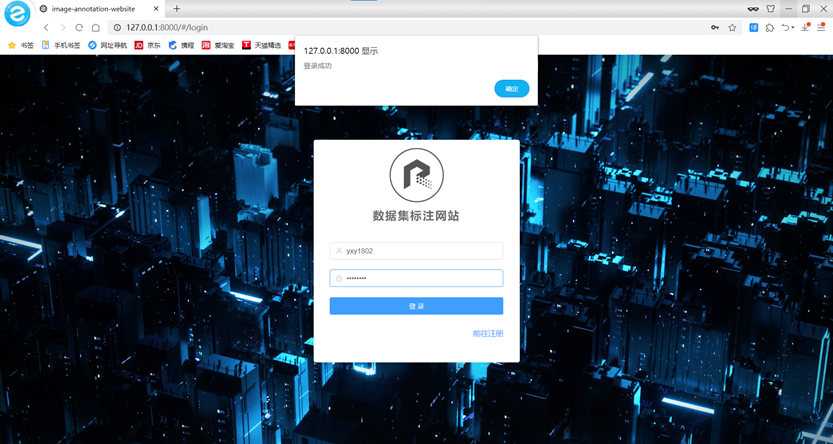 image-annotation-website
127.0.0.1:8000/#/login
书签
手机书签
网址导航
JD
京东
携程
爱淘宝
天猫精选
译
127.0.0.1:8000 显示
登录成功
确定
数据集标注网站
yxy1802
••••••••
登 录
前往注册